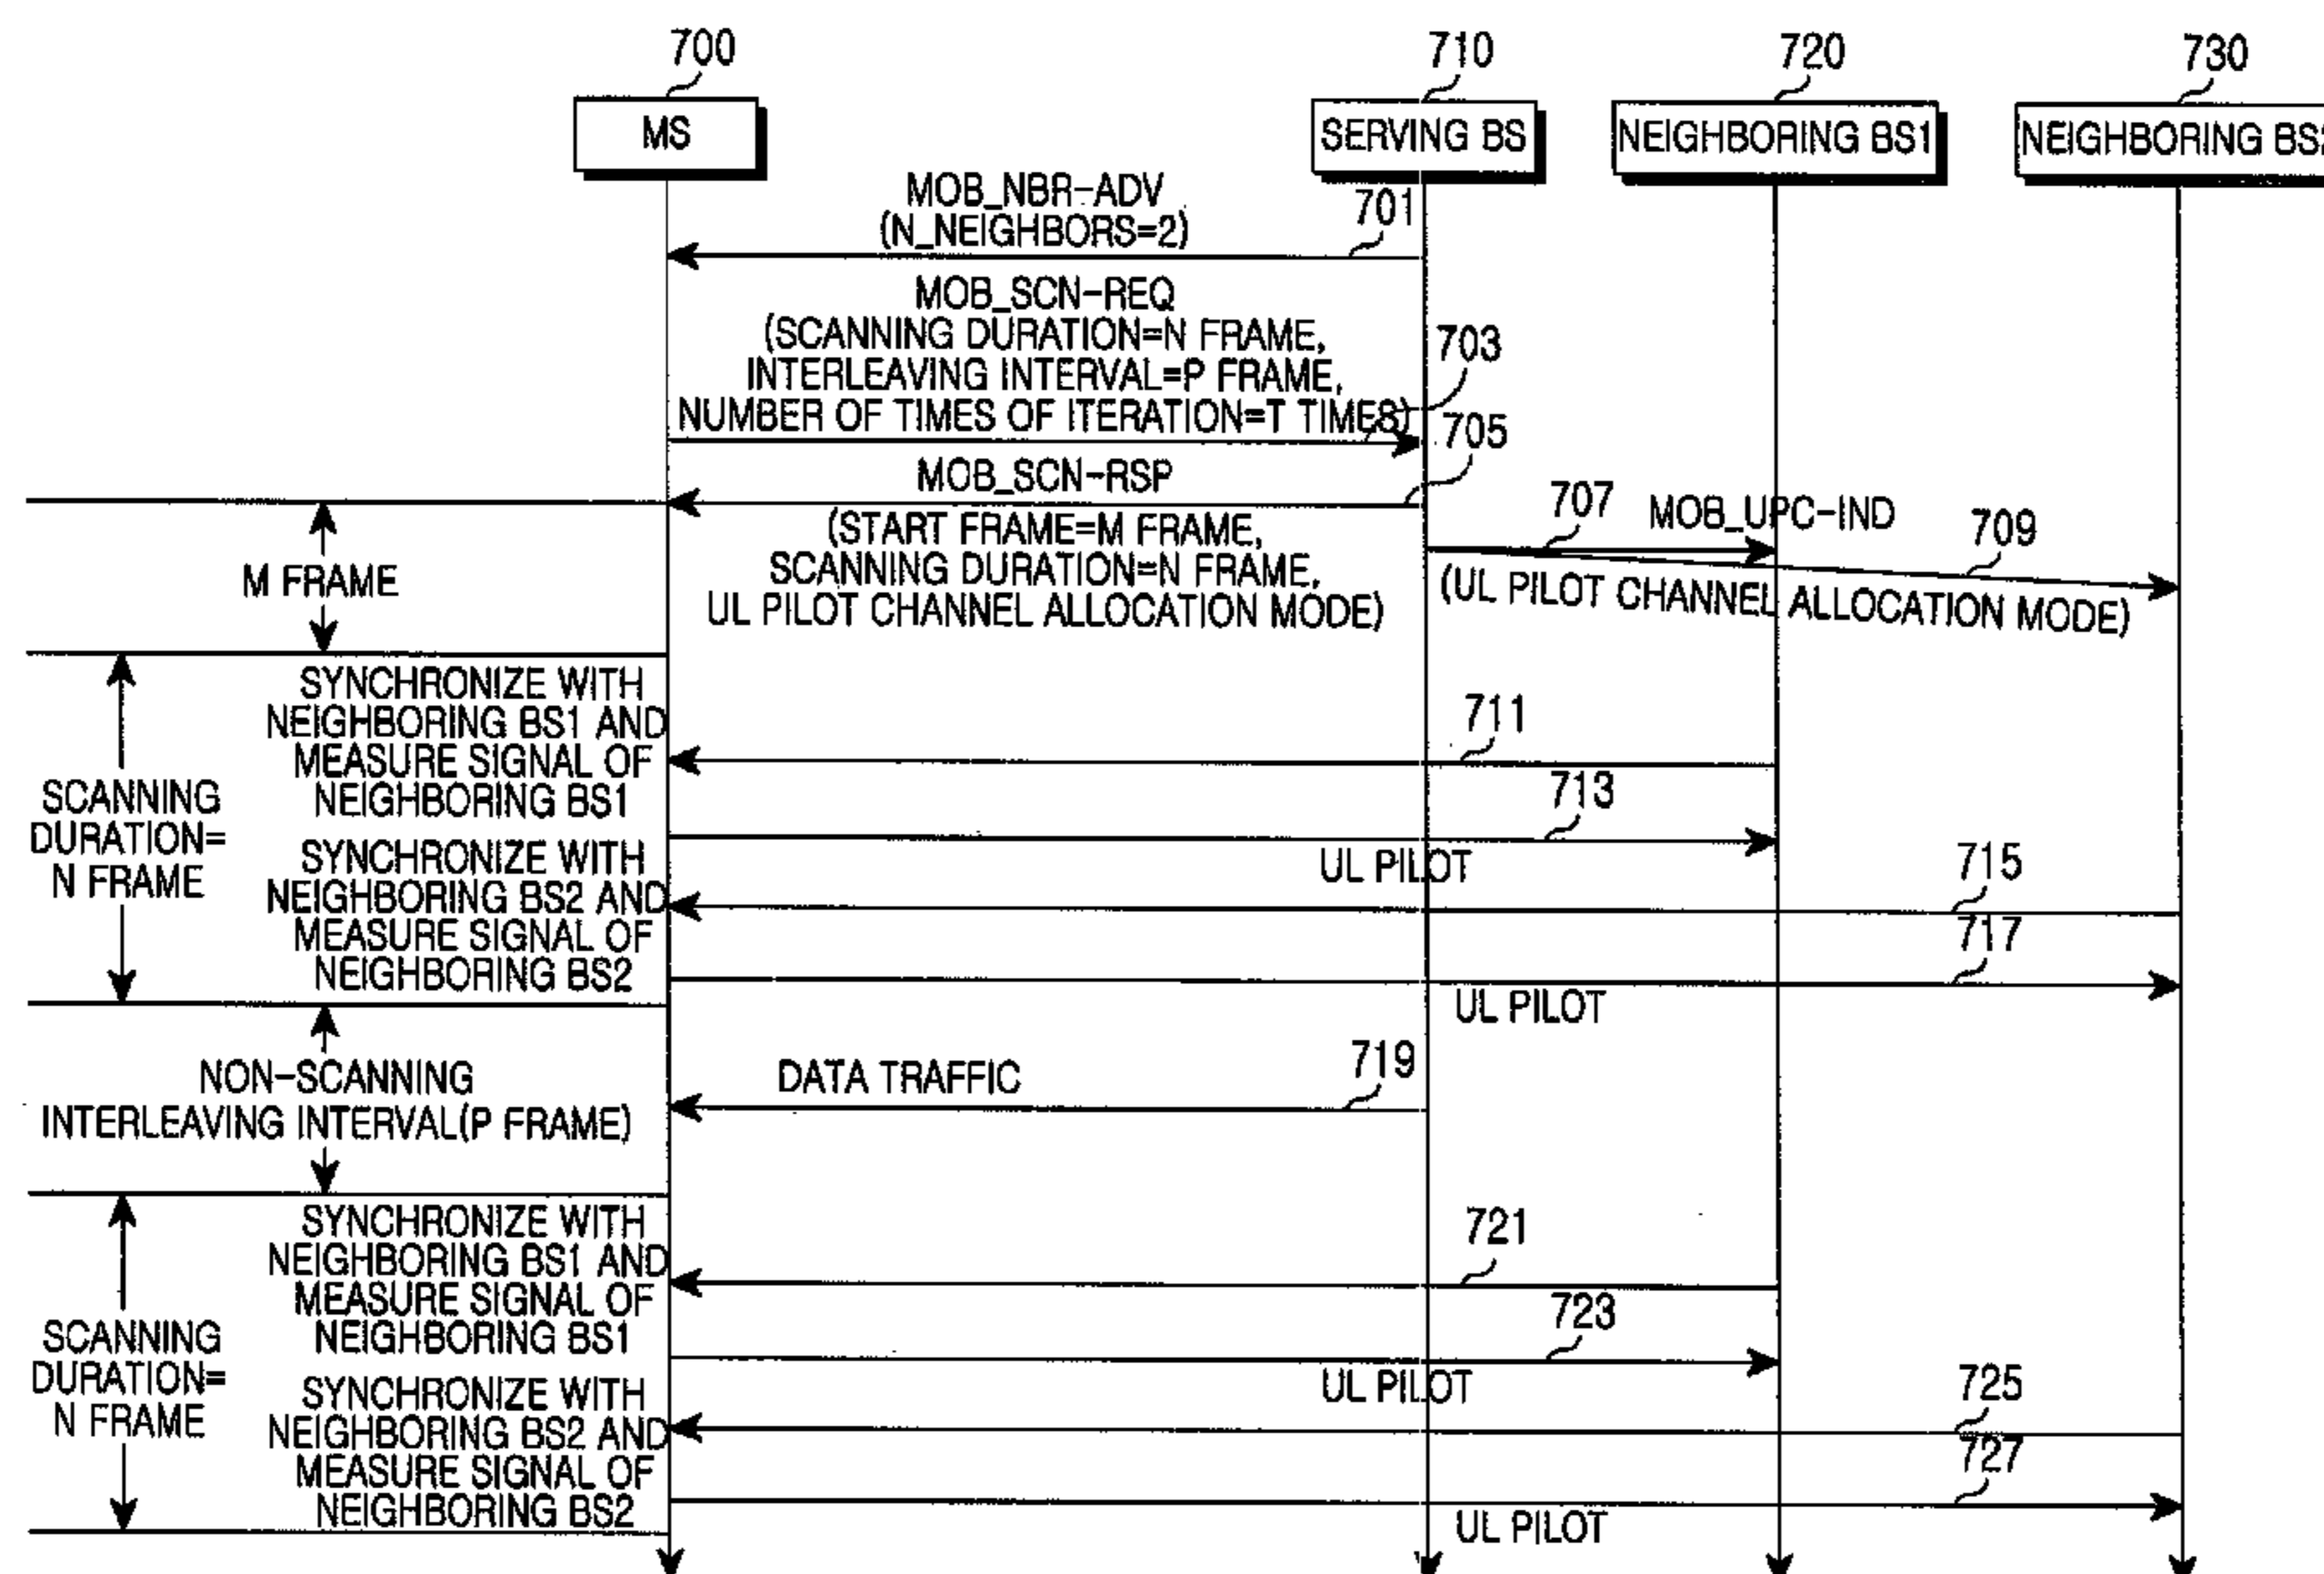 700
710
720
730
MS
SERVING BS
NEIGHBORING BS1
NEIGHBORING BS2
MOB_NBR-ADV
(N_NEIGHBORS=2)
701
MOB_SCN-REQ
(SCANNING DURATION=N FRAME,
INTERLEAVING INTERVAL=P FRAME,
NUMBER OF TIMES OF ITERATION=T TIMES)
703
705
MOB_SCN-RSP
(START FRAME=M FRAME,
SCANNING DURATION=N FRAME,
UL PILOT CHANNEL ALLOCATION MODE)
707
MOB_UPC-IND
709
(UL PILOT CHANNEL ALLOCATION MODE)
M FRAME
SCANNING
DURATION=
N FRAME
SYNCHRONIZE WITH
NEIGHBORING BS1 AND
MEASURE SIGNAL OF
NEIGHBORING BS1
711
713
UL PILOT
SYNCHRONIZE WITH
NEIGHBORING BS2 AND
MEASURE SIGNAL OF
NEIGHBORING BS2
715
717
UL PILOT
NON-SCANNING
INTERLEAVING INTERVAL(P FRAME)
DATA TRAFFIC
719
SCANNING
DURATION=
N FRAME
SYNCHRONIZE WITH
NEIGHBORING BS1 AND
MEASURE SIGNAL OF
NEIGHBORING BS1
721
723
UL PILOT
SYNCHRONIZE WITH
NEIGHBORING BS2 AND
MEASURE SIGNAL OF
NEIGHBORING BS2
725
727
UL PILOT